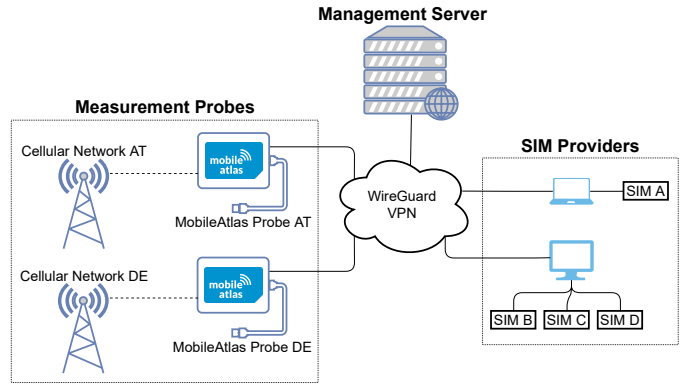 Management Server
Measurement Probes
Cellular Network AT
mobile
atlas
MobileAtlas Probe AT
Cellular Network DE
mobile
atlas
MobileAtlas Probe DE
WireGuard
VPN
SIM Providers
SIM A
SIM B
SIM C
SIM D